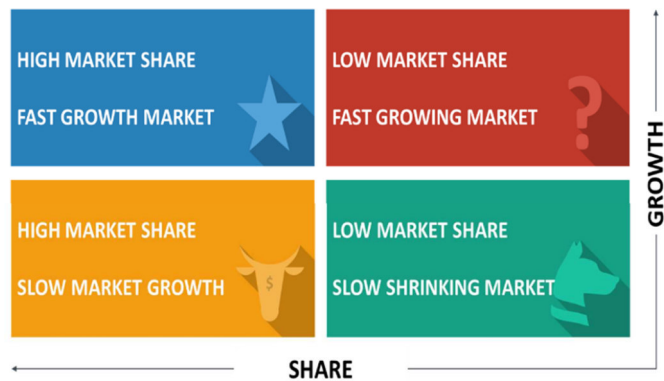 HIGH MARKET SHARE
FAST GROWTH MARKET
LOW MARKET SHARE
FAST GROWING MARKET
HIGH MARKET SHARE
SLOW MARKET GROWTH
$
LOW MARKET SHARE
SLOW SHRINKING MARKET
?
GROWTH
SHARE